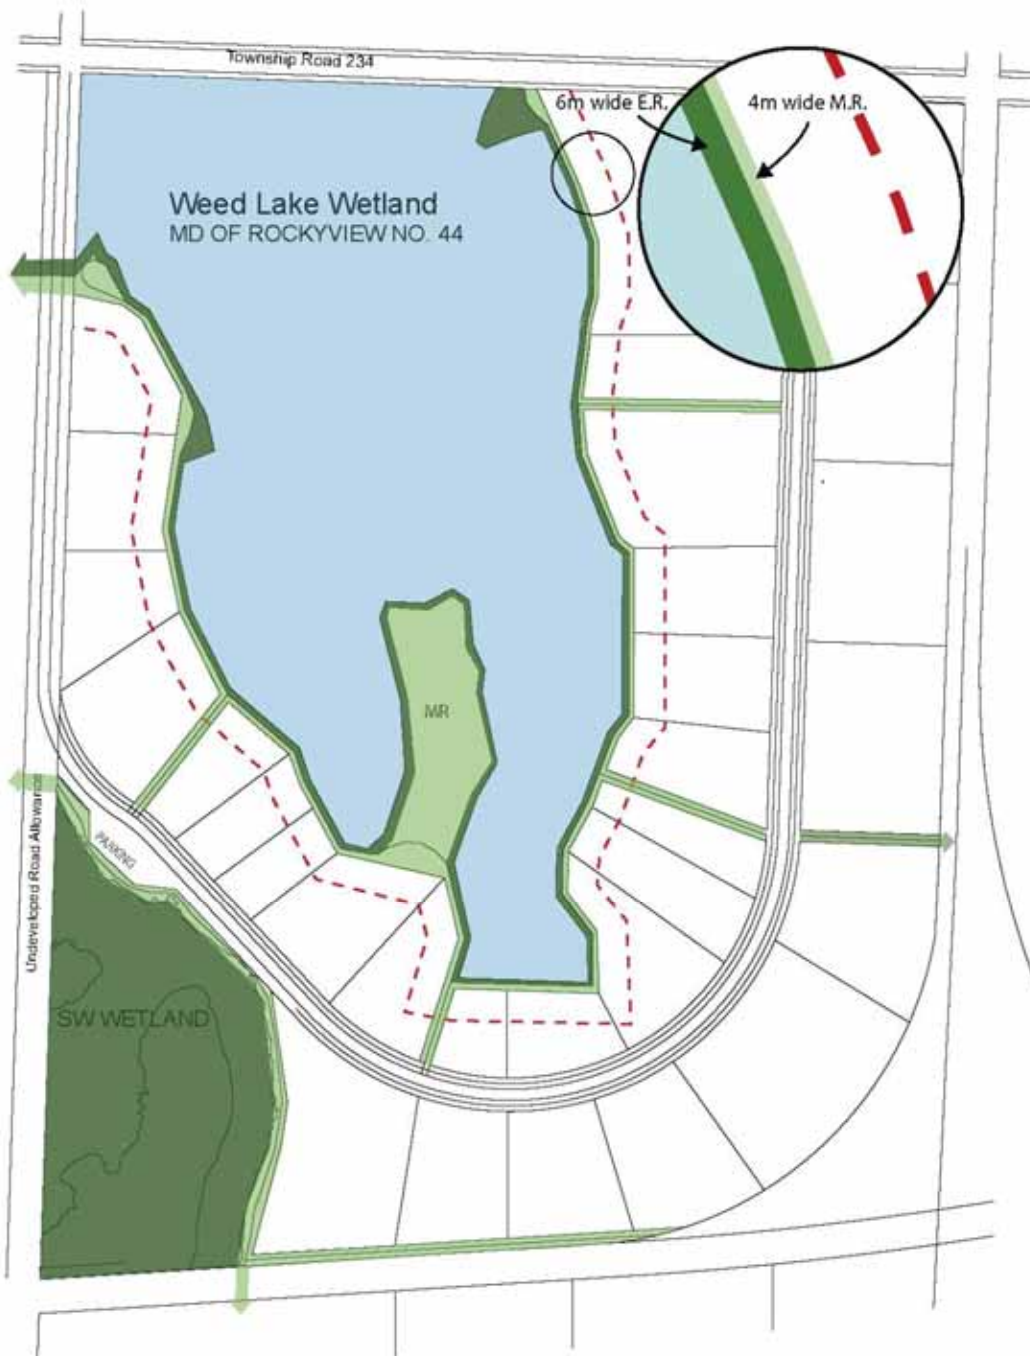 Township Road 234
6m wide E.R.
4m wide M.R.
Weed Lake Wetland
MD OF ROCKYVIEW NO. 44
MR
Undeveloped Road Allowance
PARKING
SW WETLAND